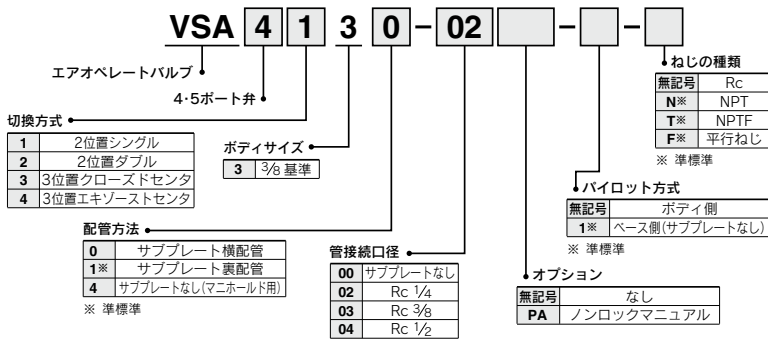 VSA 4 1 3 0 - 02 - -
エアオペレートバルブ
4・5ポート弁
切換方式
1 2位置シングル
2 2位置ダブル
3 3位置クローズドセンタ
4 3位置エキゾーストセンタ
ボディサイズ
3 3/8 基準
配管方法
0 サブプレート横配管
1※ サブプレート裏配管
4 サブプレートなし(マニホールド用)
※ 準標準
管接続口径
00 サブプレートなし
02 Rc 1/4
03 Rc 3/8
04 Rc 1/2
オプション
無記号 なし
PA ノンロックマニュアル
パイロット方式
無記号 ボディ側
1※ ベース側(サブプレートなし)
※ 準標準
ねじの種類
無記号 Rc
N※ NPT
T※ NPTF
F※ 平行ねじ
※ 準標準